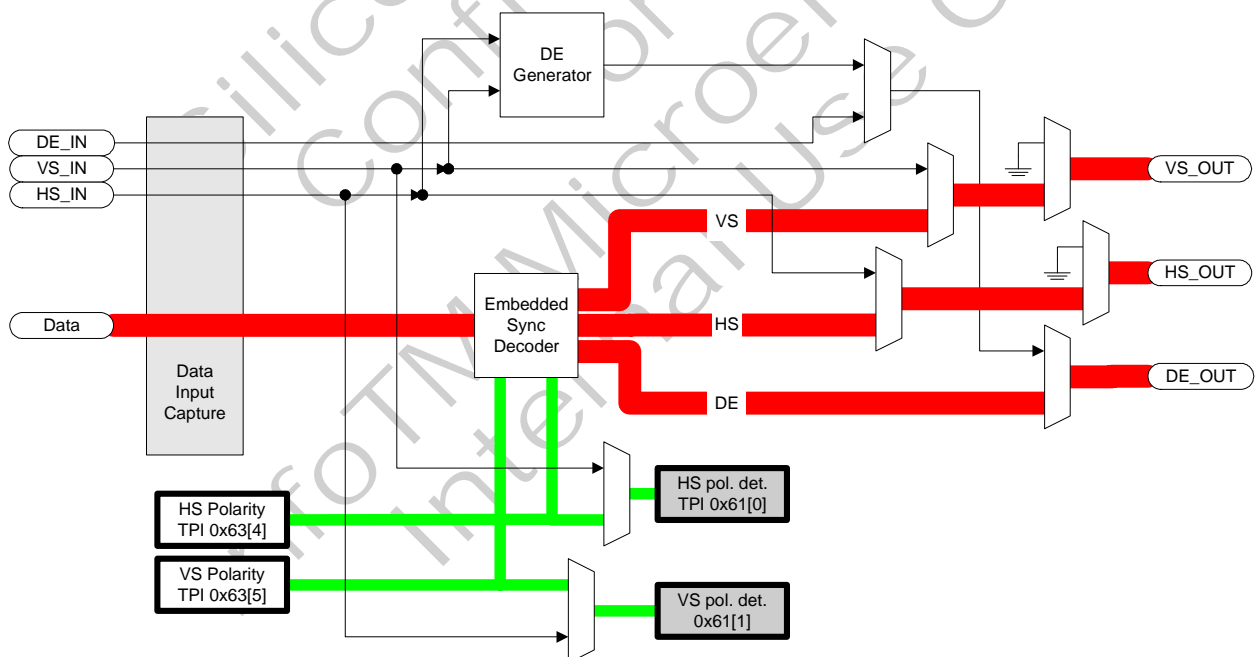 DE
Generator
DE_IN
VS_IN
HS_IN
VS_OUT
VS
HS_OUT
Embedded
Sync
Decoder
Data
HS
Data
Input
Capture
DE_OUT
DE
HS pol. det.
TPI 0x61[0]
HS Polarity
TPI 0x63[4]
VS Polarity
TPI 0x63[5]
VS pol. det.
0x61[1]
Internal Use